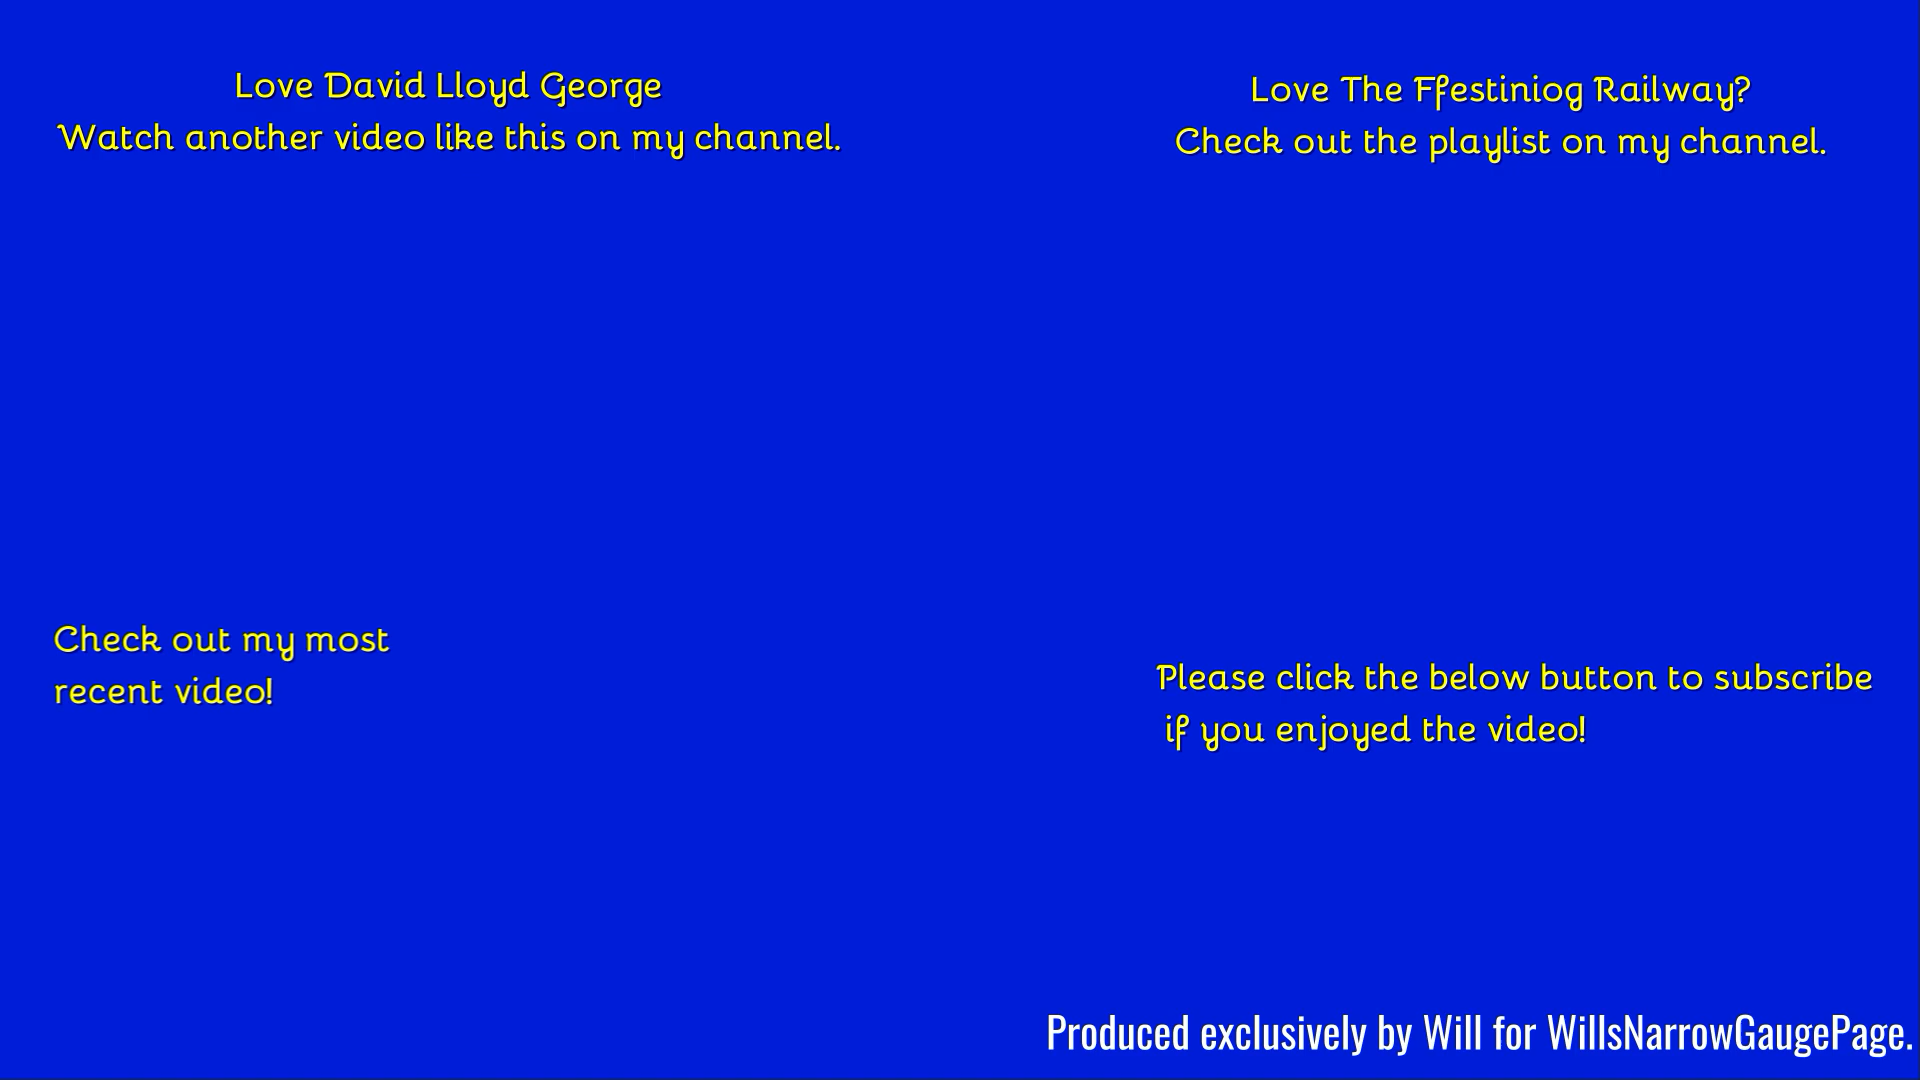 Love David Lloyd George
Watch another video like this on my channel.
Love The Ffestiniog Railway?
Check out the playlist on my channel.
Check out my most
recent video!
Please click the below button to subscribe
if you enjoyed the video!
Produced exclusively by Will for WillsNarrowGaugePage.